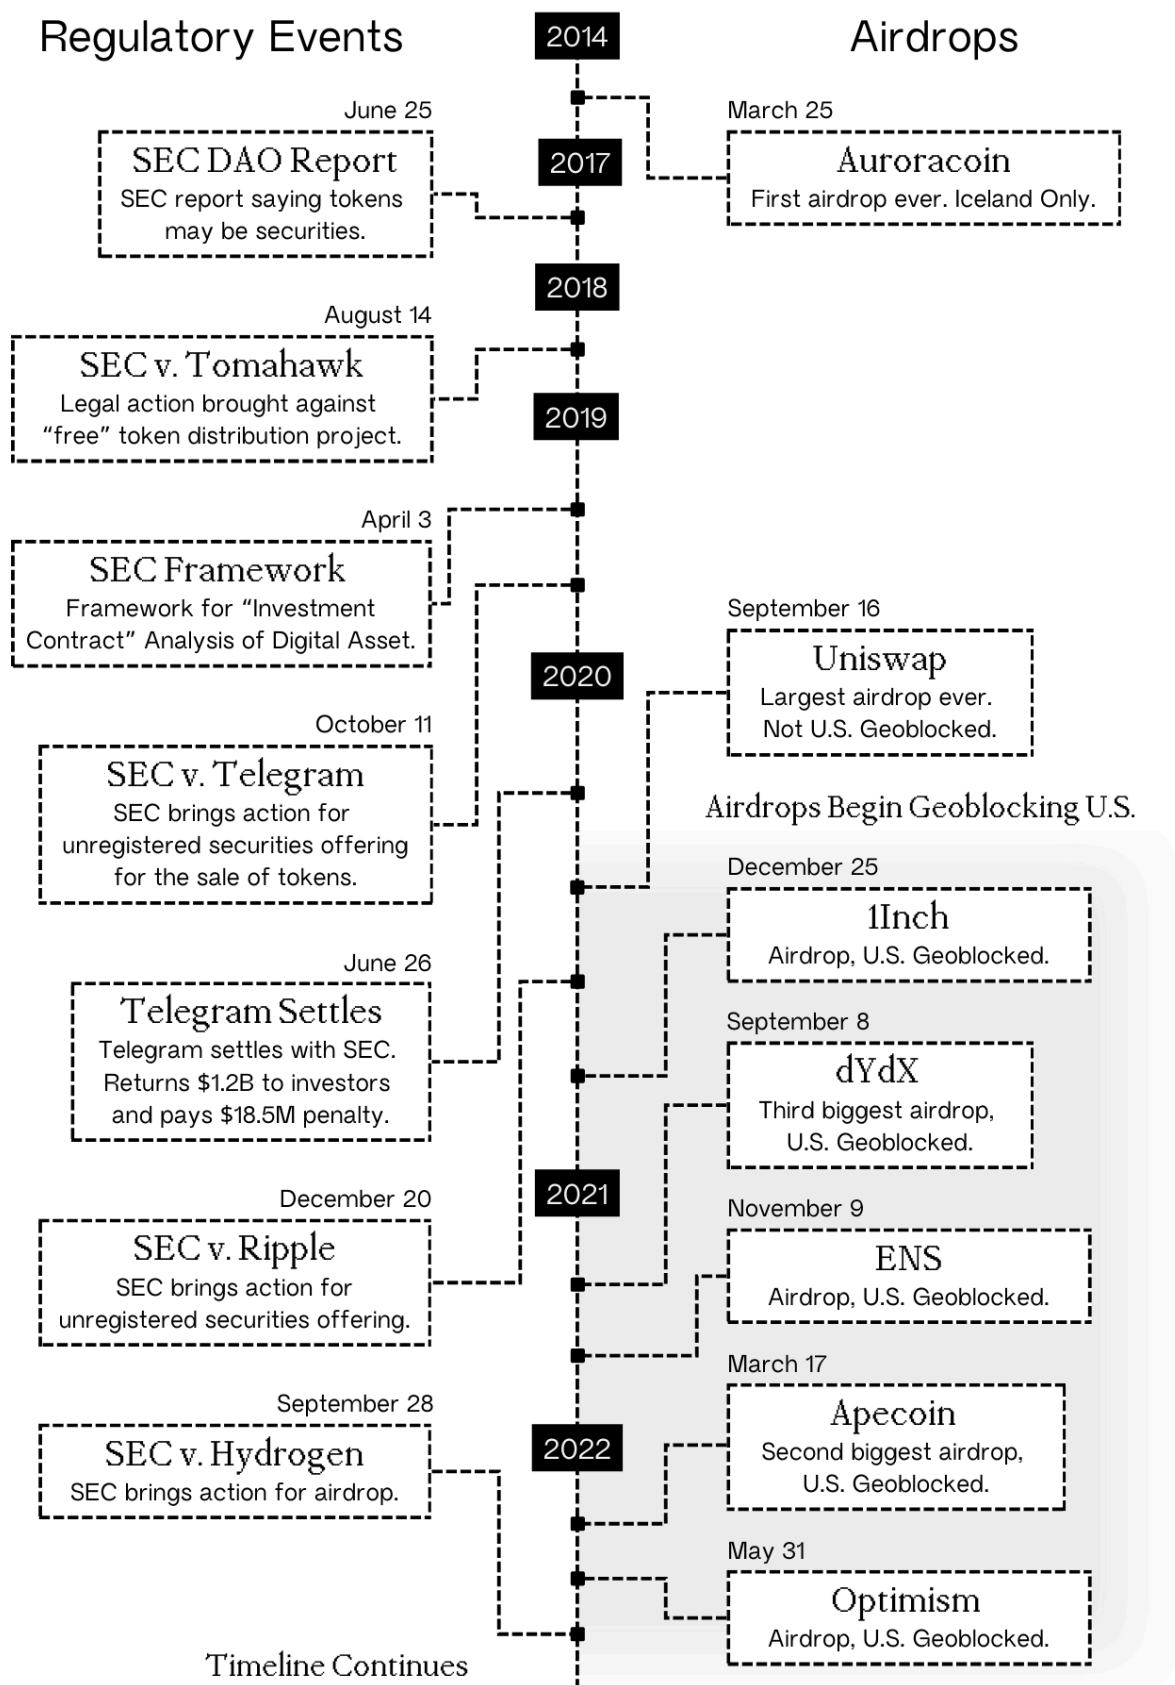 Regulatory Events
2014
Airdrops
March 25
Auroracoin
First airdrop ever. Iceland Only.
2017
June 25
SEC DAO Report
SEC report saying tokens
may be securities.
2018
August 14
SEC v. Tomahawk
Legal action brought against
“free” token distribution project.
2019
April 3
SEC Framework
Framework for “Investment
Contract” Analysis of Digital Asset.
October 11
SEC v. Telegram
SEC brings action for
unregistered securities offering
for the sale of tokens.
2020
September 16
Uniswap
Largest airdrop ever.
Not U.S. Geoblocked.
Airdrops Begin Geoblocking U.S.
June 26
Telegram Settles
Telegram settles with SEC.
Returns $1.2B to investors
and pays $18.5M penalty.
December 25
1Inch
Airdrop, U.S. Geoblocked.
December 20
SEC v. Ripple
SEC brings action for
unregistered securities offering.
2021
September 8
dYdX
Third biggest airdrop,
U.S. Geoblocked.
November 9
ENS
Airdrop, U.S. Geoblocked.
2022
March 17
Apecoin
Second biggest airdrop,
U.S. Geoblocked.
September 28
SEC v. Hydrogen
SEC brings action for airdrop.
May 31
Optimism
Airdrop, U.S. Geoblocked.
Timeline Continues